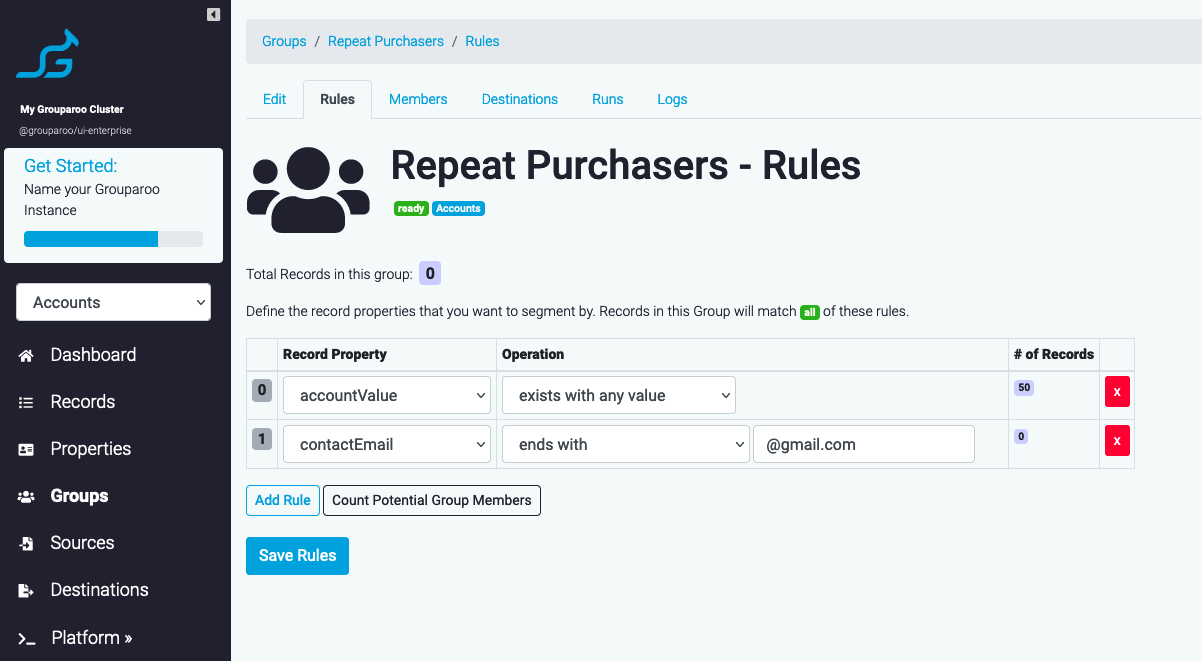 My Grouparoo Cluster
@grouparoo/ui-enterprise
Get Started:
Name your Grouparoo
Instance
Accounts
Dashboard
Records
Properties
Groups
Sources
Destinations
Platform »
Groups / Repeat Purchasers / Rules
Edit Rules Members Destinations Runs Logs
Repeat Purchasers - Rules
ready Accounts
Total Records in this group: 0
Define the record properties that you want to segment by. Records in this Group will match all of these rules.
Record Property Operation # of Records
0 accountValue exists with any value 50 x
1 contactEmail ends with @gmail.com 0 x
Add Rule Count Potential Group Members
Save Rules